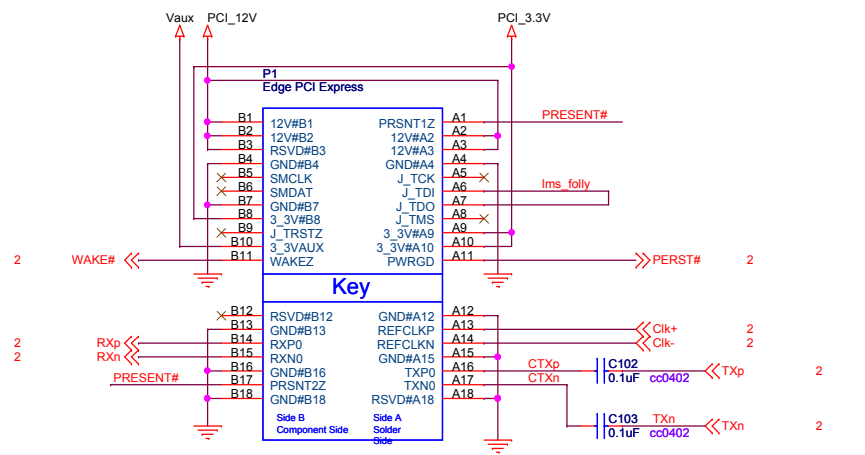 Vaux PCI_12V PCI_3.3V
P1
Edge PCI Express
B1 12V#B1 PRSNT1Z A1 PRESENT#
B2 12V#B2 12V#A2 A2
B3 RSVD#B3 12V#A3 A3
B4 GND#B4 GND#A4 A4
B5 SMCLK J_TCK A5
B6 SMDAT J_TDI A6 lms_folly
B7 GND#B7 J_TDO A7
B8 3_3V#B8 J_TMS A8
B9 J_TRSTZ 3_3V#A9 A9
B10 3_3VAUX 3_3V#A10 A10
2 WAKE# B11 WAKEZ PWRGD A11 PERST# 2
Key
B12 RSVD#B12 GND#A12 A12
B13 GND#B13 REFCLKP A13 Clk+ 2
2 RXp B14 RXP0 REFCLKN A14 Clk- 2
2 RXn B15 RXN0 GND#A15 A15
B16 GND#B16 TXP0 A16 CTXp C102 0.1uF cc0402 TXp 2
PRESENT# B17 PRSNT2Z TXN0 A17 CTXn
B18 GND#B18 RSVD#A18 A18
Side B Component Side
Side A Solder Side
C103 0.1uF cc0402 TXn TXn 2